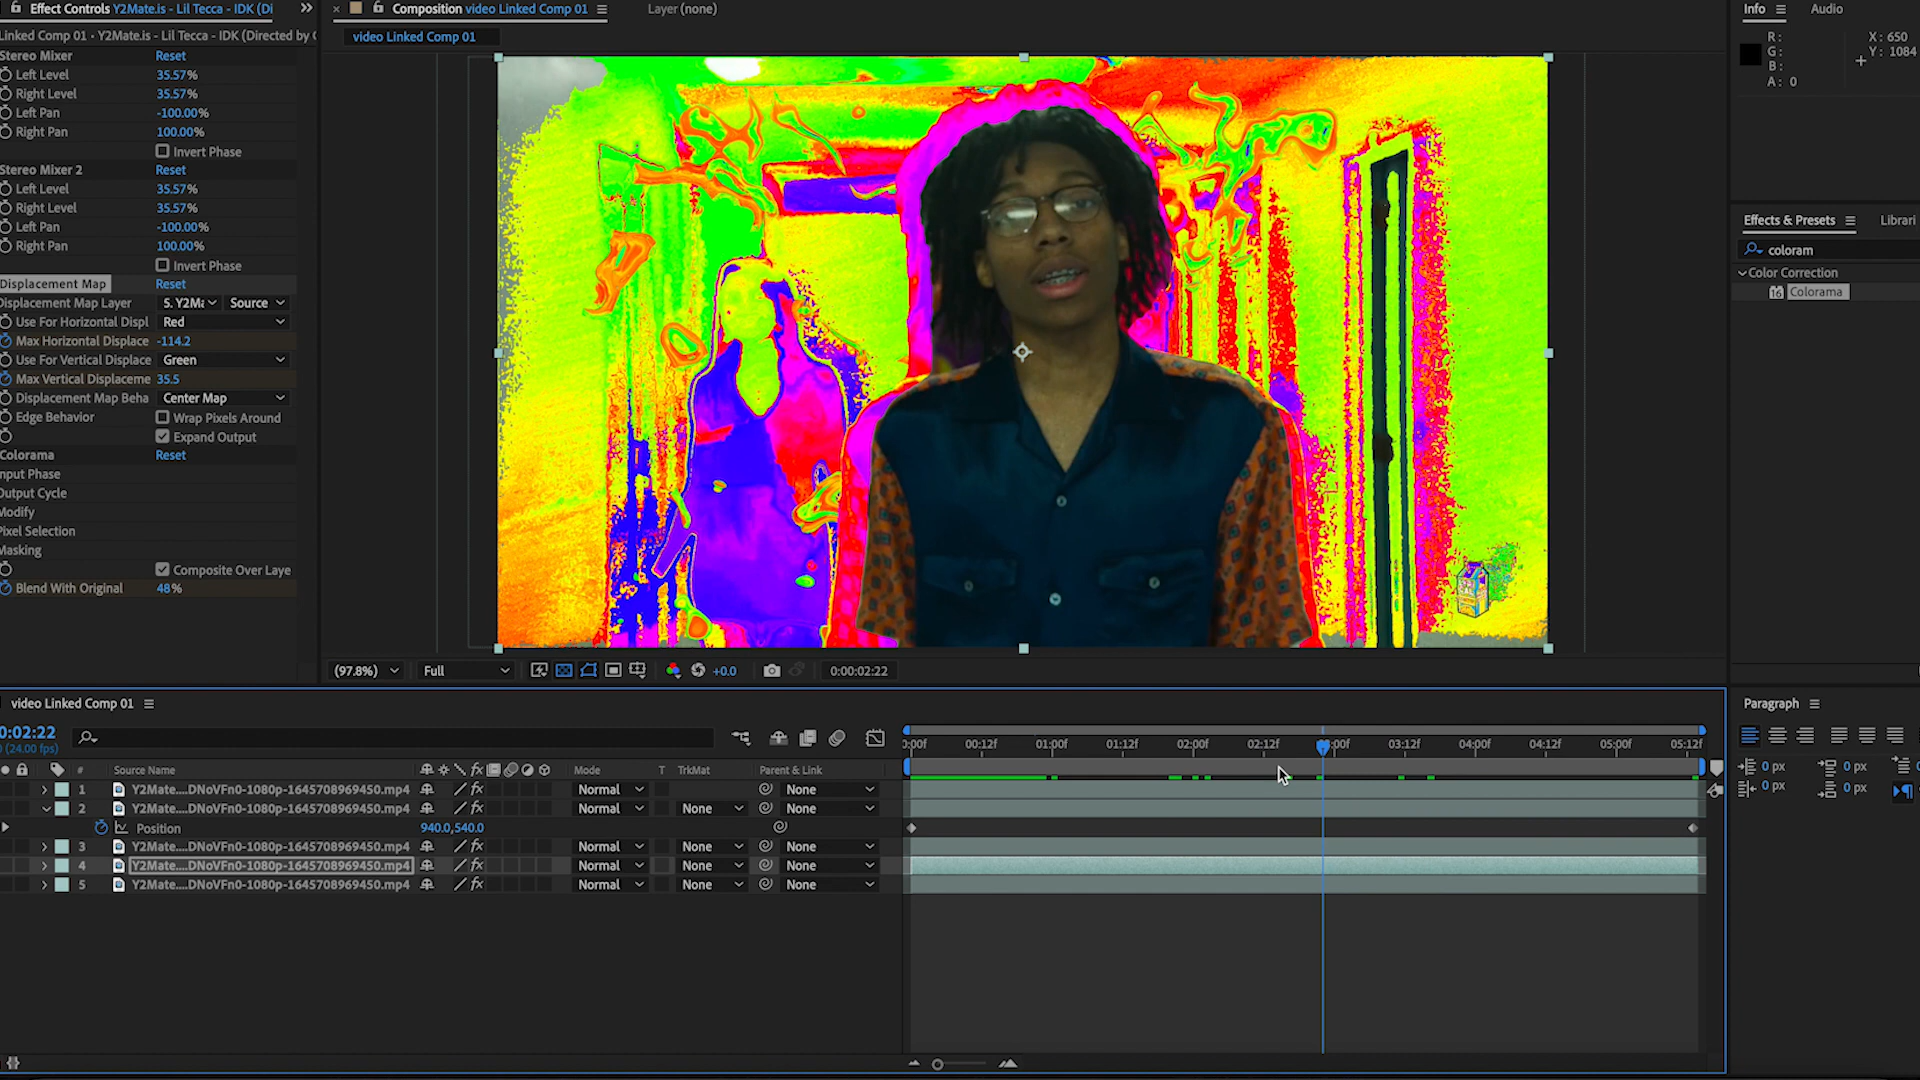 Effect Controls Y2Mate.is - Lil Tecca - IDK (Di
Linked Comp 01 · Y2Mate.is - Lil Tecca - IDK (Directed by
Stereo Mixer Reset
Left Level 35.57%
Right Level 35.57%
Left Pan -100.00%
Right Pan 100.00%
Invert Phase
Stereo Mixer 2 Reset
Left Level 35.57%
Right Level 35.57%
Left Pan -100.00%
Right Pan 100.00%
Invert Phase
Displacement Map Reset
Displacement Map Layer 5. Y2Ma Source
Use For Horizontal Displ Red
Max Horizontal Displace -114.2
Use For Vertical Displace Green
Max Vertical Displaceme 35.5
Displacement Map Beha Center Map
Edge Behavior Wrap Pixels Around
Expand Output
Colorama Reset
nput Phase
Output Cycle
Modify
Pixel Selection
Masking
Composite Over Laye
Blend With Original 48%
Composition video Linked Comp 01
Layer (none)
video Linked Comp 01
(97.8%) Full +0.0 0:00:02:22
Info Audio
R: X: 650
G: Y: 1084
B:
A: 0
Effects & Presets Librari
coloram
Color Correction
16 Colorama
video Linked Comp 01
0:02:22
(24.00 fps)
0:00f 00:12f 01:00f 01:12f 02:00f 02:12f 00f 03:12f 04:00f 04:12f 05:00f 05:12f
# Source Name fx Mode T TrkMat Parent & Link
1 Y2Mate....DNoVFn0-1080p-1645708969450.mp4 fx Normal None
2 Y2Mate....DNoVFn0-1080p-1645708969450.mp4 fx Normal None None
Position 940.0,540.0
3 Y2Mate....DNoVFn0-1080p-1645708969450.mp4 fx Normal None None
4 Y2Mate....DNoVFn0-1080p-1645708969450.mp4 fx Normal None None
5 Y2Mate....DNoVFn0-1080p-1645708969450.mp4 fx Normal None None
Paragraph
0 px 0 px
0 px 0 px